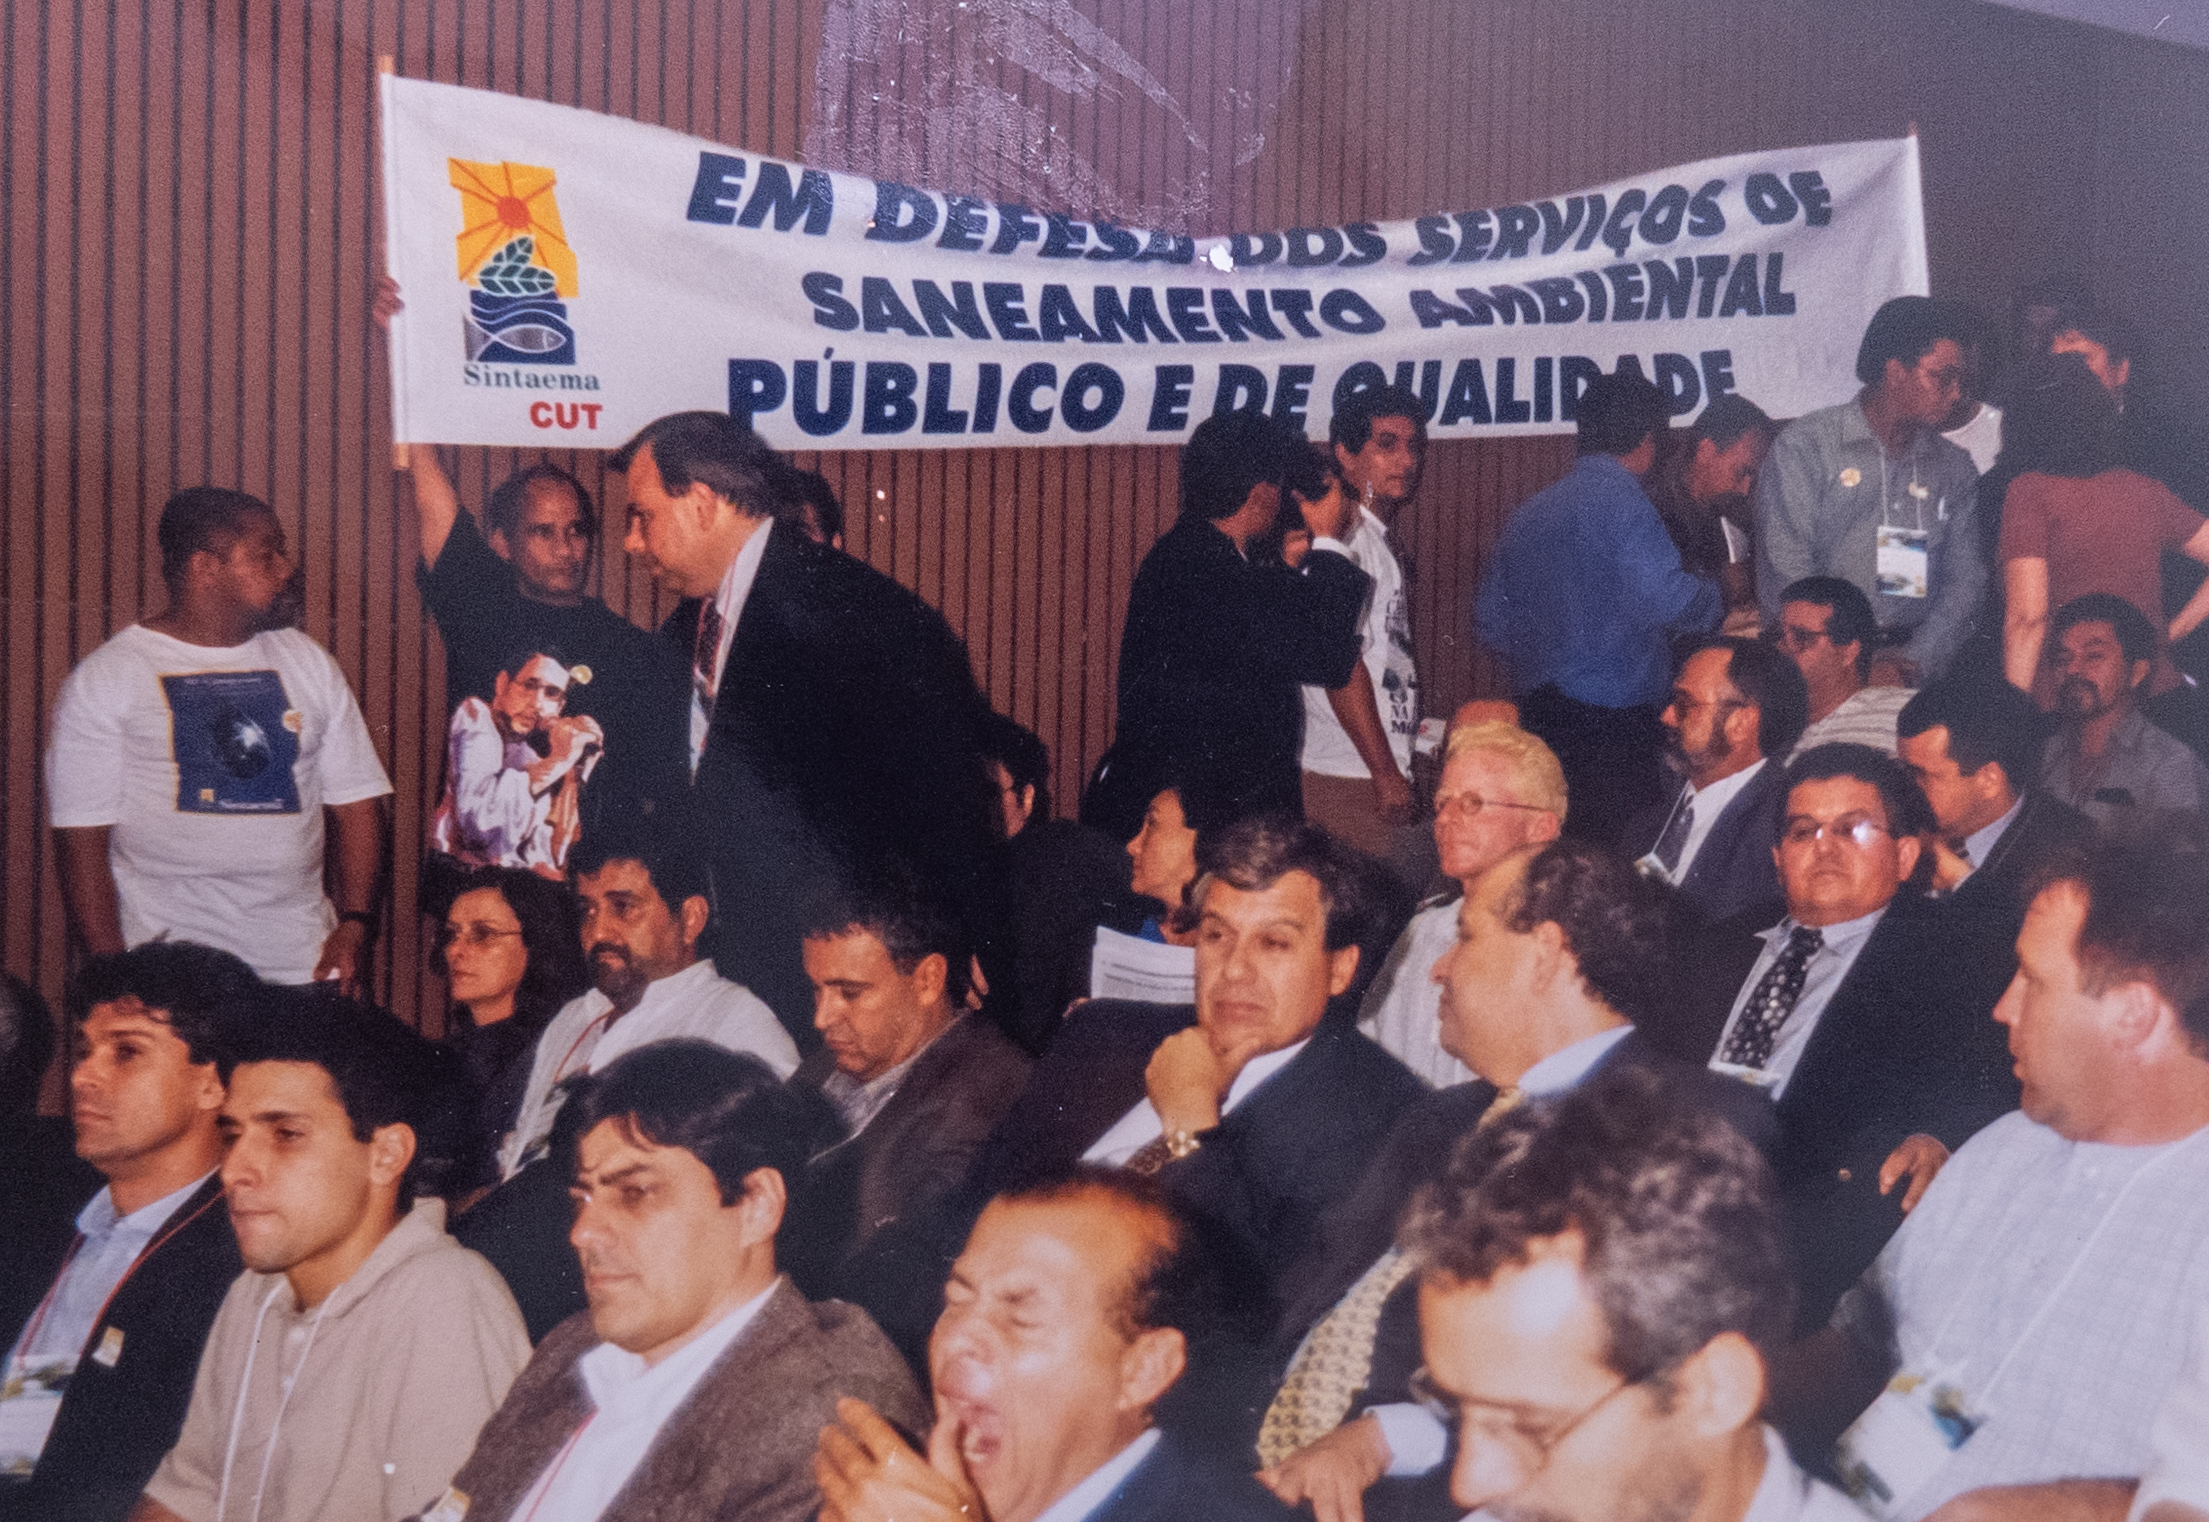 EM DEFESA DOS SERVIÇOS DE
SANEAMENTO AMBIENTAL
PÚBLICO E DE QUALIDADE
Sintaema
CUT